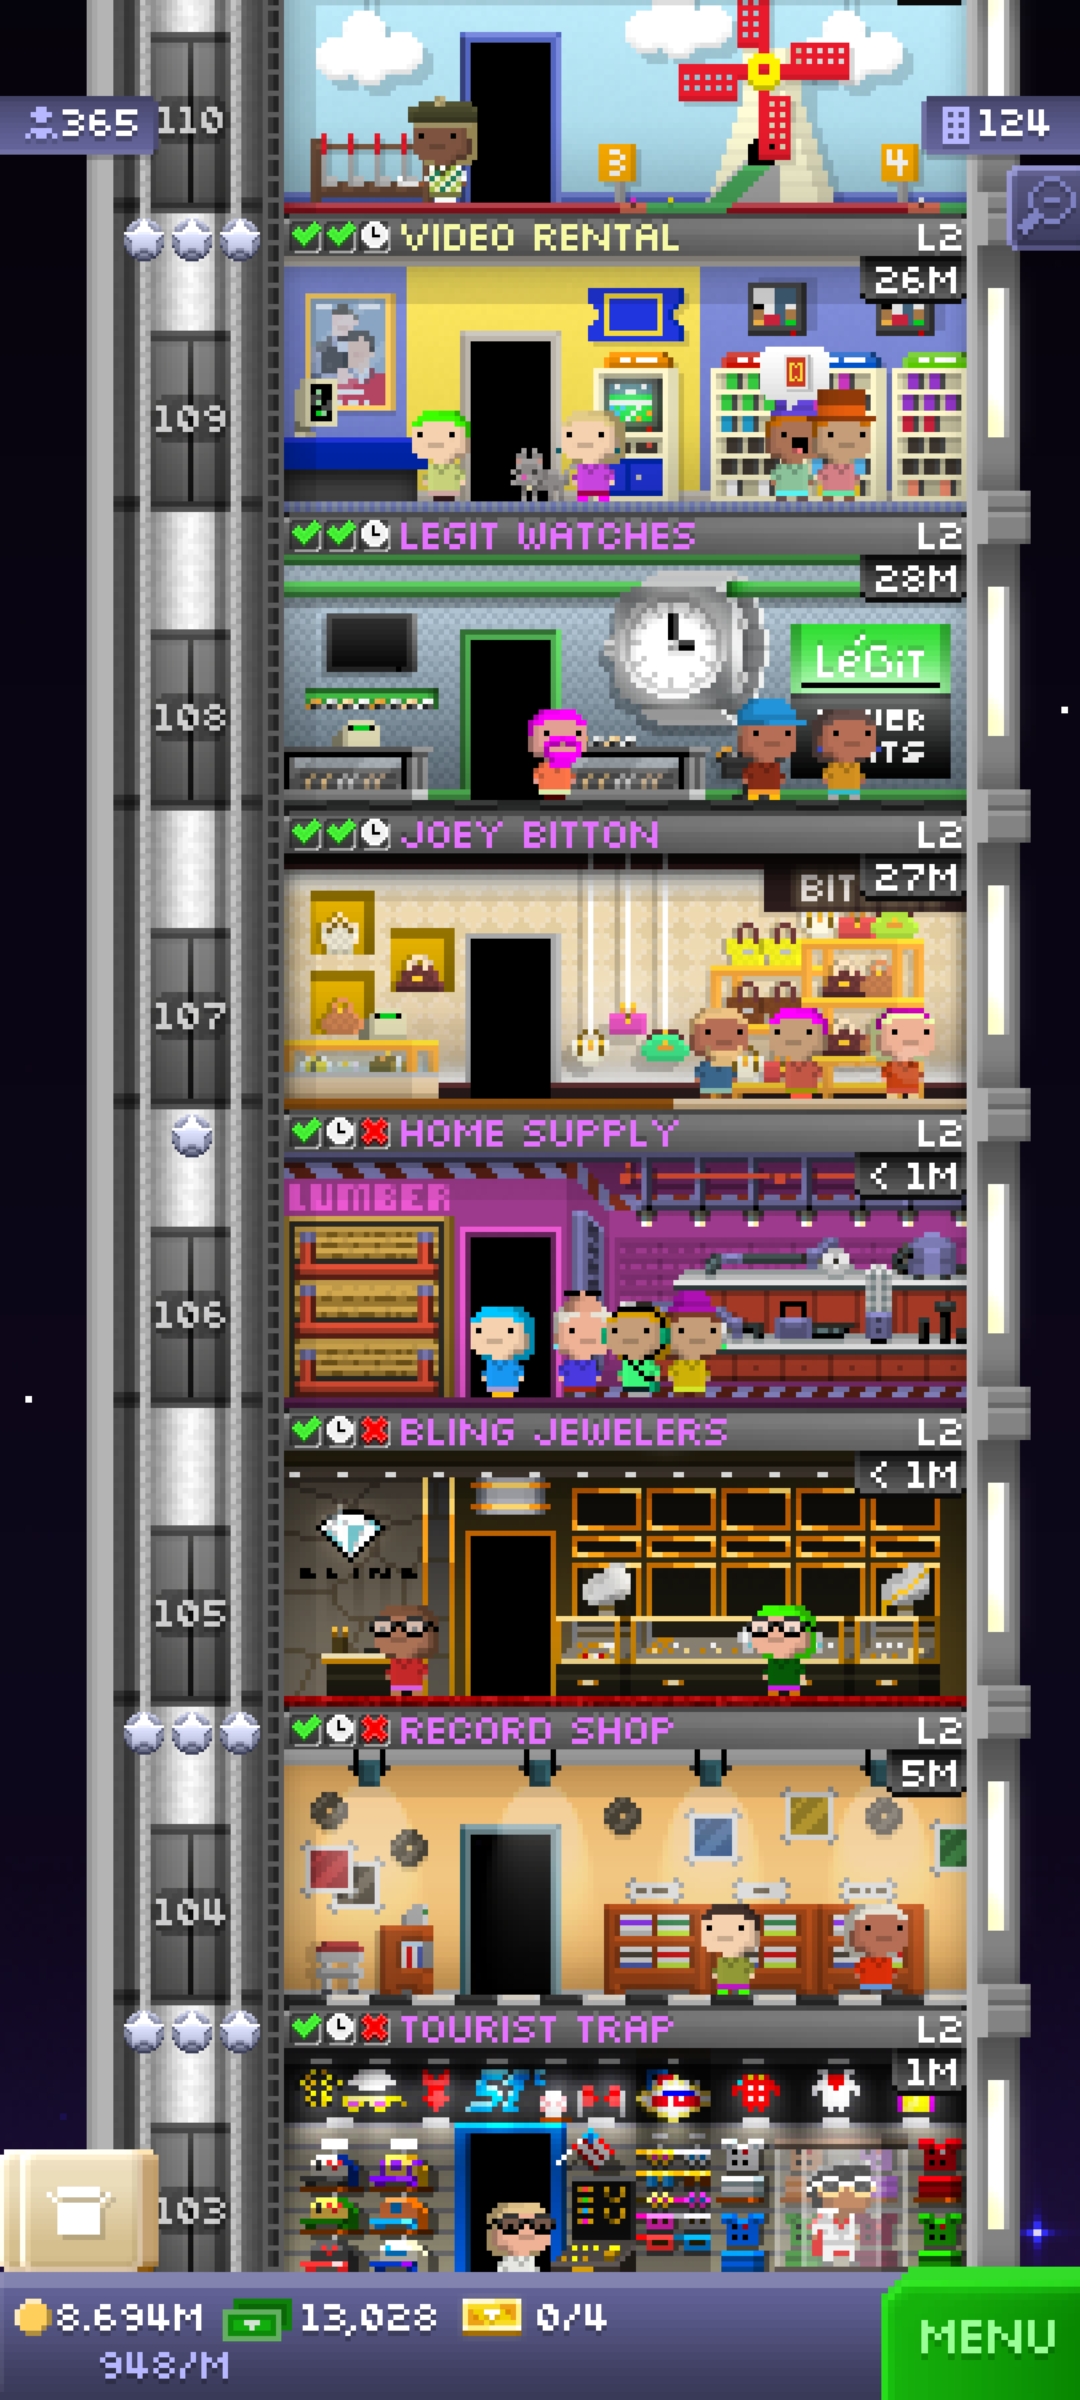 365
110
124
3
4
VIDEO RENTAL
L2
26M
109
LEGIT WATCHES
L2
28M
LéGiT
108
JOEY BITTON
L2
BIT
27M
107
HOME SUPPLY
L2
< 1M
LUMBER
106
BLING JEWELERS
L2
< 1M
BLING
105
RECORD SHOP
L2
5M
104
TOURIST TRAP
L2
1M
103
8.694M
13,028
0/4
948/M
MENU